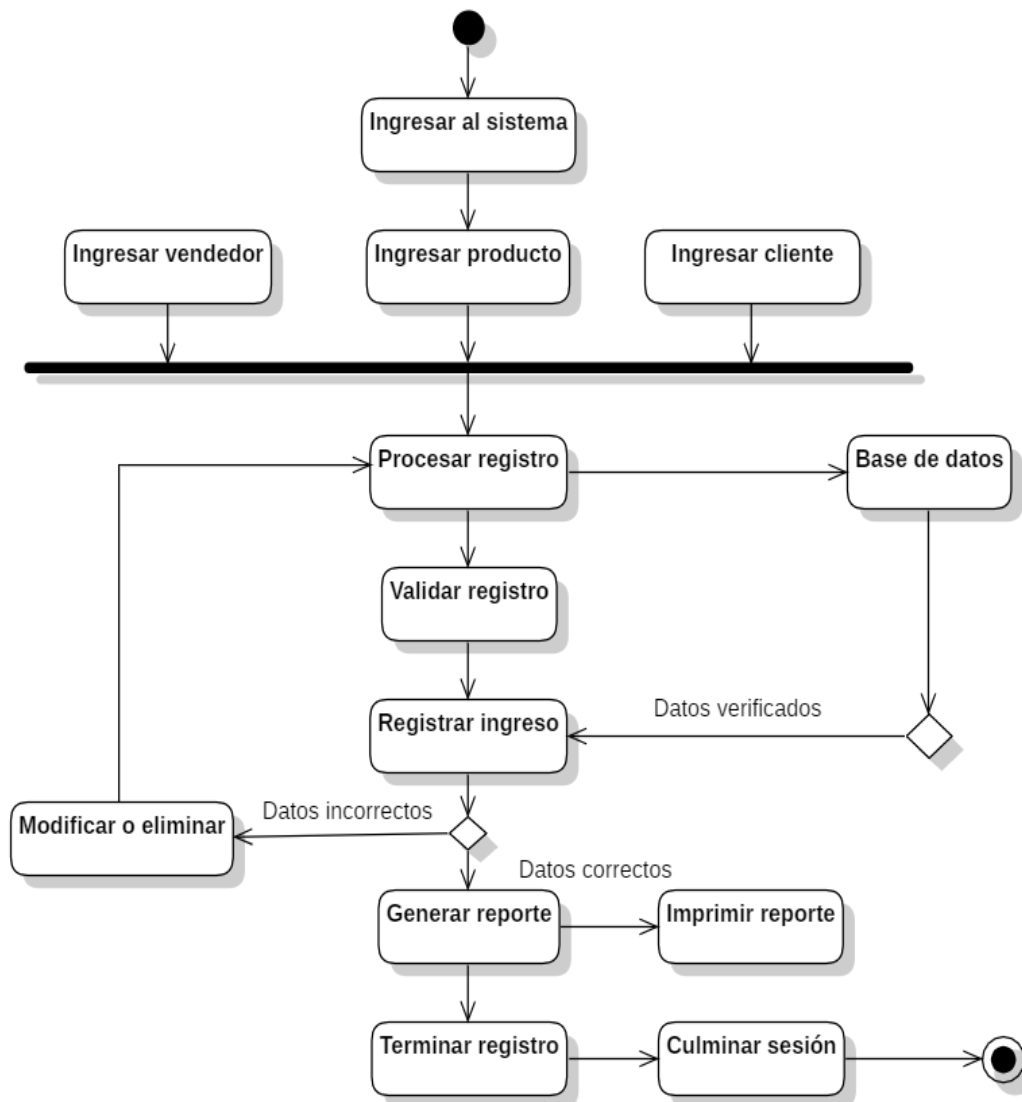 Ingresar al sistema
Ingresar vendedor
Ingresar producto
Ingresar cliente
Procesar registro
Base de datos
Validar registro
Registrar ingreso
Datos verificados
Modificar o eliminar
Datos incorrectos
Datos correctos
Generar reporte
Imprimir reporte
Terminar registro
Culminar sesión